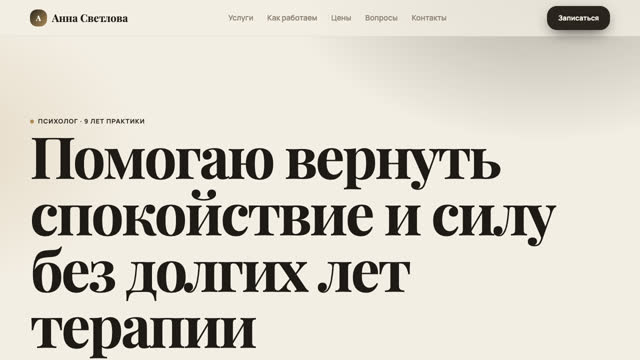 А Анна Светлова
Услуги Как работаем Цены Вопросы Контакты
Записаться
ПСИХОЛОГ · 9 ЛЕТ ПРАКТИКИ
Помогаю вернуть
спокойствие и силу
без долгих лет
терапии